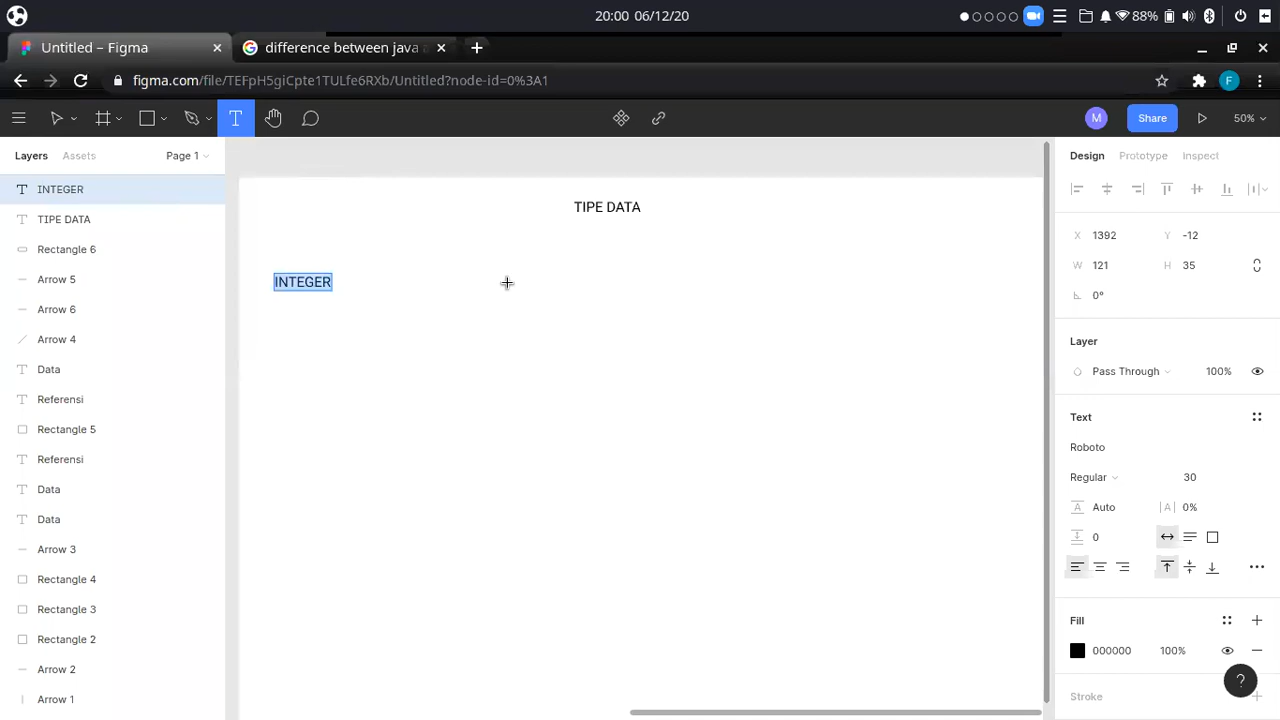 20:00 06/12/20
88%
Untitled – Figma
difference between java a
figma.com/file/TEFpH5giCpte1TULfe6RXb/Untitled?node-id=0%3A1
F
T
M
Share
50%
Layers
Assets
Page 1
INTEGER
TIPE DATA
Rectangle 6
Arrow 5
Arrow 6
Arrow 4
Data
Referensi
Rectangle 5
Referensi
Data
Data
Arrow 3
Rectangle 4
Rectangle 3
Rectangle 2
Arrow 2
Arrow 1
TIPE DATA
INTEGER
Design
Prototype
Inspect
X 1392 Y -12
W 121 H 35
0°
Layer
Pass Through 100%
Text
Roboto
Regular 30
Auto 0%
0
Fill
000000 100%
Stroke
?